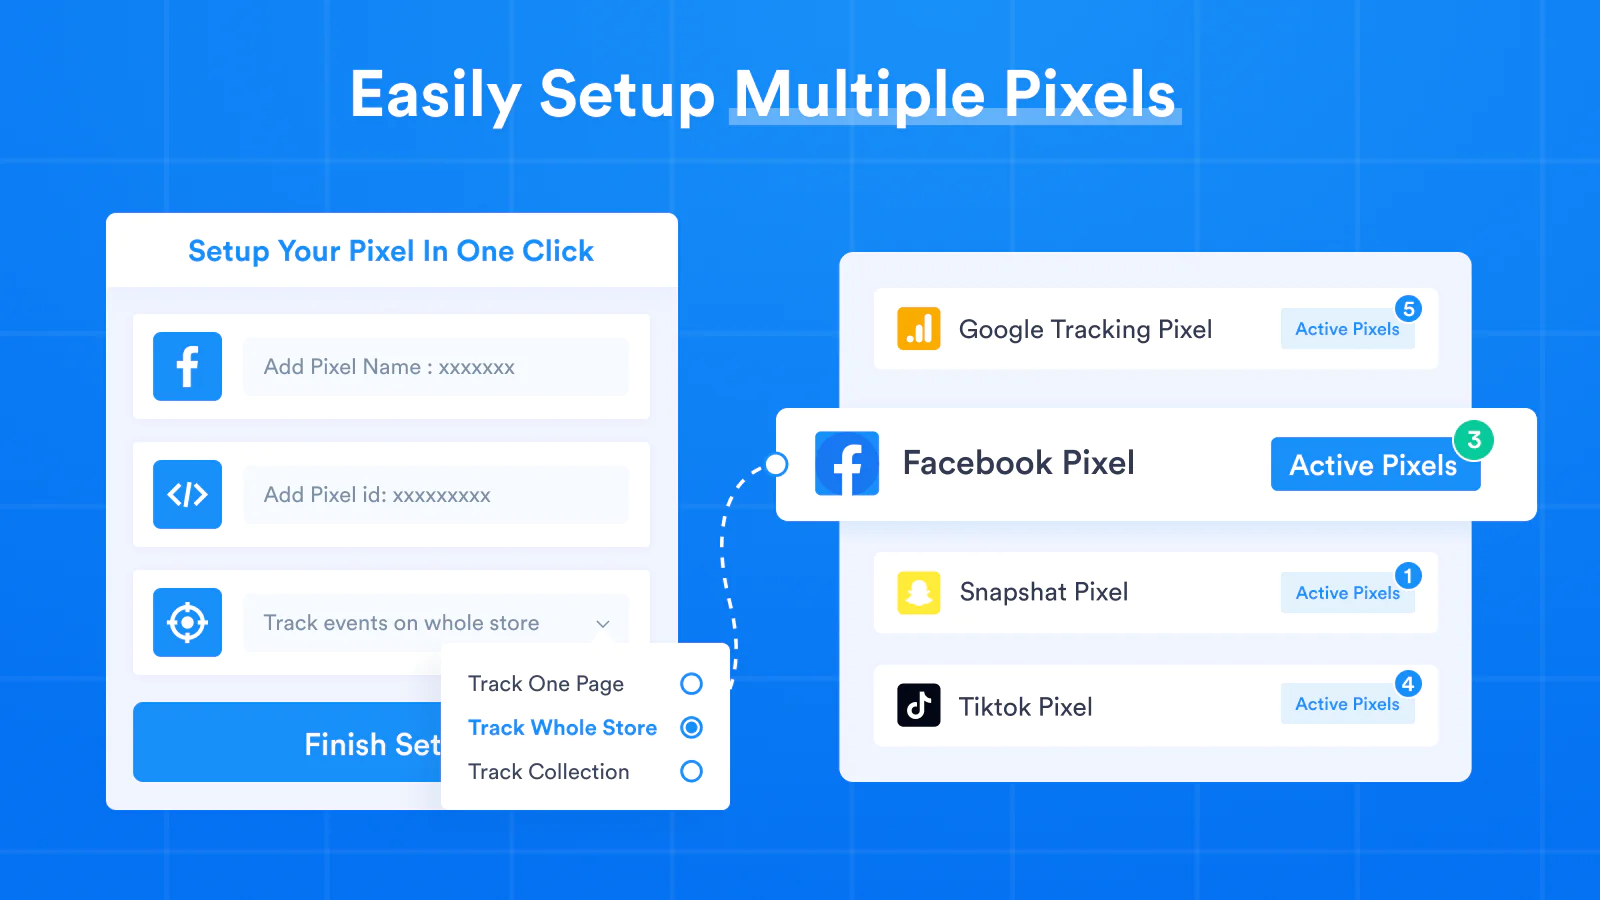 Easily Setup Multiple Pixels
Setup Your Pixel In One Click
Add Pixel Name : xxxxxxx
</>
Add Pixel id: xxxxxxxxx
Track events on whole store
Track One Page
Track Whole Store
Track Collection
Finish Set
Google Tracking Pixel
Active Pixels
5
Facebook Pixel
Active Pixels
3
Snapshat Pixel
Active Pixels
1
Tiktok Pixel
Active Pixels
4